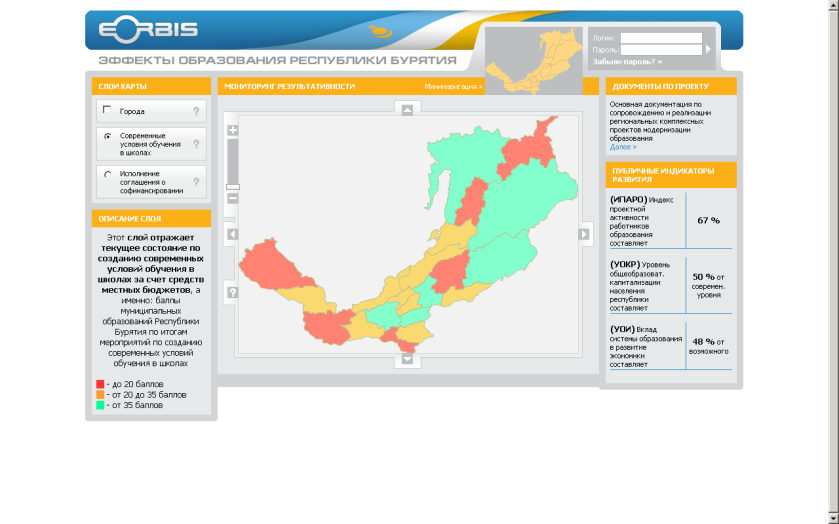 EORBIS
ЭФФЕКТЫ ОБРАЗОВАНИЯ РЕСПУБЛИКИ БУРЯТИЯ
Логин:
Пароль:
Забыли пароль? »
СЛОИ КАРТЫ
Города
?
Современные
условия обучения
в школах
?
Исполнение
соглашения о
софинансировании
?
ОПИСАНИЕ СЛОЯ
Этот слой отражает
текущее состояние по
созданию современных
условий обучения в
школах за счет средств
местных бюджетов, а
именно: баллы
муниципальных
образований Республики
Бурятия по итогам
мероприятий по созданию
современных условий
обучения в школах
- до 20 баллов
- от 20 до 35 баллов
- от 35 баллов
МОНИТОРИНГ РЕЗУЛЬТАТИВНОСТИ
Мининавигация >
?
ДОКУМЕНТЫ ПО ПРОЕКТУ
Основная документация по
сопровождению и реализации
региональных комплексных
проектов модернизации
образования
Далее »
ПУБЛИЧНЫЕ ИНДИКАТОРЫ
РАЗВИТИЯ
(ИПАРО) Индекс
проектной
активности
работников
образования
составляет
67 %
(УОКР) Уровень
общеобразоват.
капитализации
населения
республики
составляет
50 % от
современ.
уровня
(УОИ) Вклад
системы образования
в развитие
экономики
составляет
48 % от
возможного